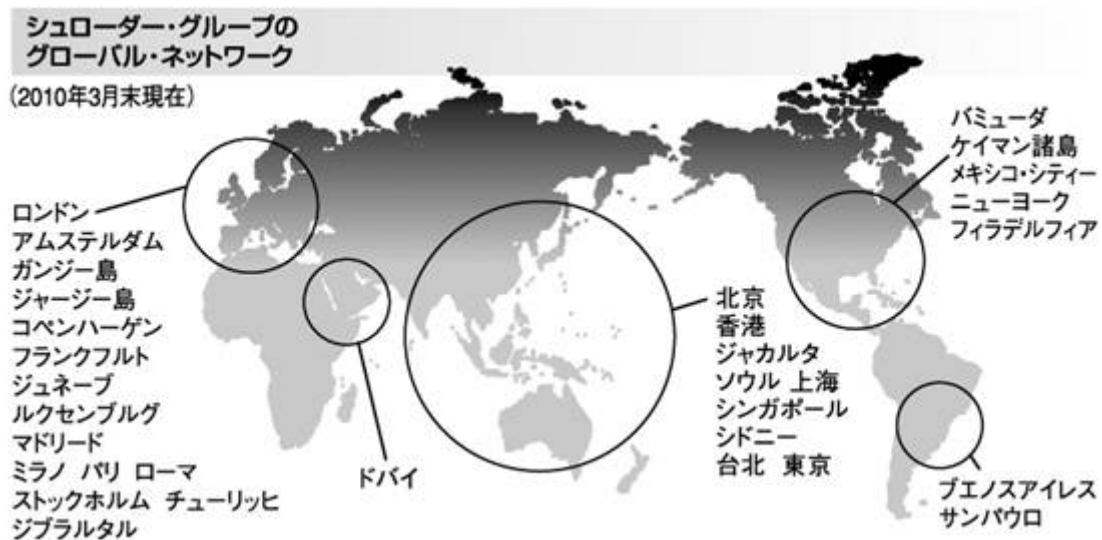 シュローダー・グループの
グローバル・ネットワーク
(2010年3月末現在)
ロンドン
アムステルダム
ガンジー島
ジャージー島
コペンハーゲン
フランクフルト
ジュネーブ
ルクセンブルグ
マドリード
ミラノ パリ ローマ
ストックホルム チューリッヒ
ジブラルタル
ドバイ
北京
香港
ジャカルタ
ソウル 上海
シンガポール
シドニー
台北 東京
バミューダ
ケイマン諸島
メキシコ・シティー
ニューヨーク
フィラデルフィア
ブエノスアイレス
サンパウロ